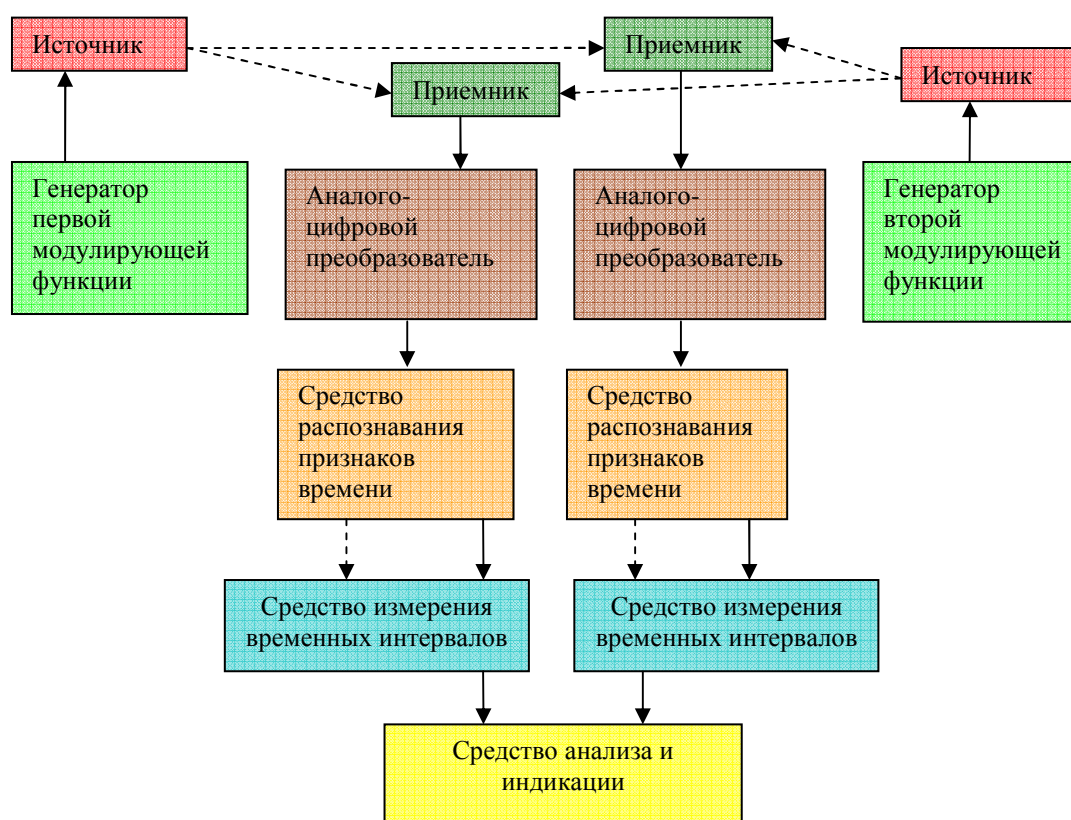 Источник
Приемник
Приемник
Источник
Генератор
первой
модулирующей
функции
Аналого-
цифровой
преобразователь
Аналого-
цифровой
преобразователь
Генератор
второй
модулирующей
функции
Средство
распознавания
признаков
времени
Средство
распознавания
признаков
времени
Средство измерения
временных интервалов
Средство измерения
временных интервалов
Средство анализа и
индикации